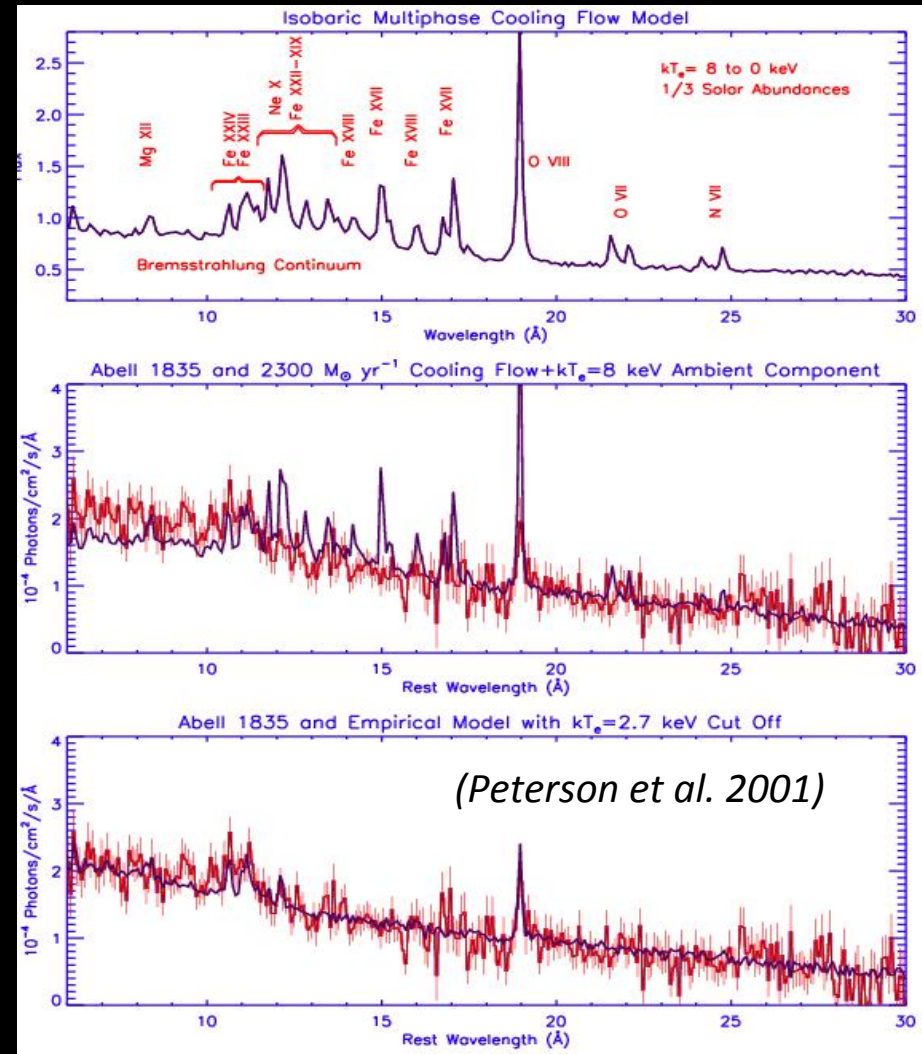 Isobaric Multiphase Cooling Flow Model
2.5
2.0
1.5
1.0
0.5
kTₑ= 8 to 0 keV
1/3 Solar Abundances
Mg XII
Fe XXIV
Fe XXIII
Ne X
Fe XXII-XIX
Fe XVIII
Fe XVII
Fe XVIII
Fe XVII
O VIII
O VII
N VII
Bremsstrahlung Continuum
10 15 20 25 30
Wavelength (Å)
Abell 1835 and 2300 M⊙ yr⁻¹ Cooling Flow+kTₑ=8 keV Ambient Component
10⁻⁴ Photons/cm²/s/Å
4
3
2
1
0
10 15 20 25 30
Rest Wavelength (Å)
Abell 1835 and Empirical Model with kTₑ=2.7 keV Cut Off
(Peterson et al. 2001)
10⁻⁴ Photons/cm²/s/Å
4
3
2
1
0
10 15 20 25 30
Rest Wavelength (Å)